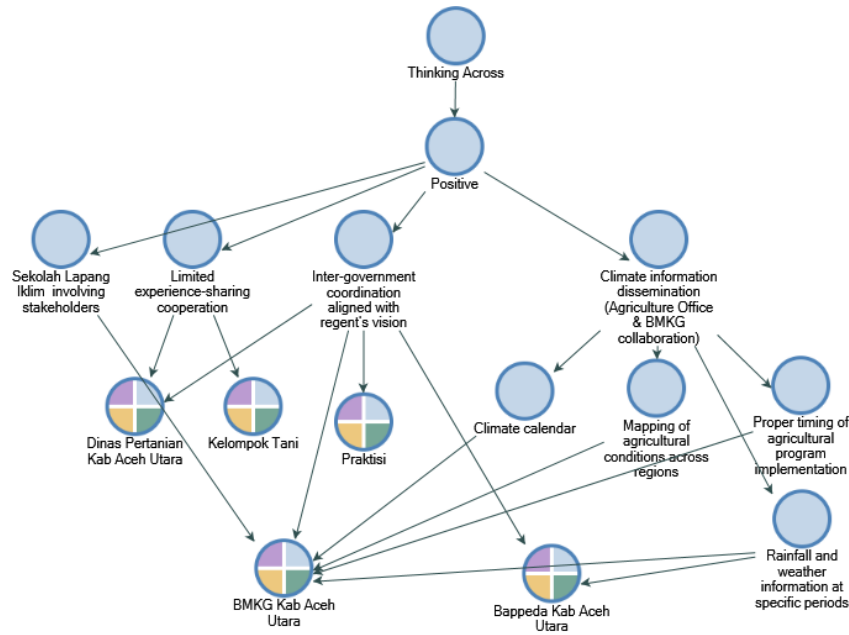 Thinking Across
Positive
Sekolah Lapang
Iklim involving
stakeholders
Limited
experience-sharing
cooperation
Inter-government
coordination
aligned with
regent's vision
Climate information
dissemination
(Agriculture Office
& BMKG
collaboration)
Dinas Pertanian
Kab Aceh Utara
Kelompok Tani
Praktisi
Climate calendar
Mapping of
agricultural
conditions across
regions
Proper timing of
agricultural
program
implementation
BMKG Kab Aceh
Utara
Bappeda Kab Aceh
Utara
Rainfall and
weather
information at
specific periods